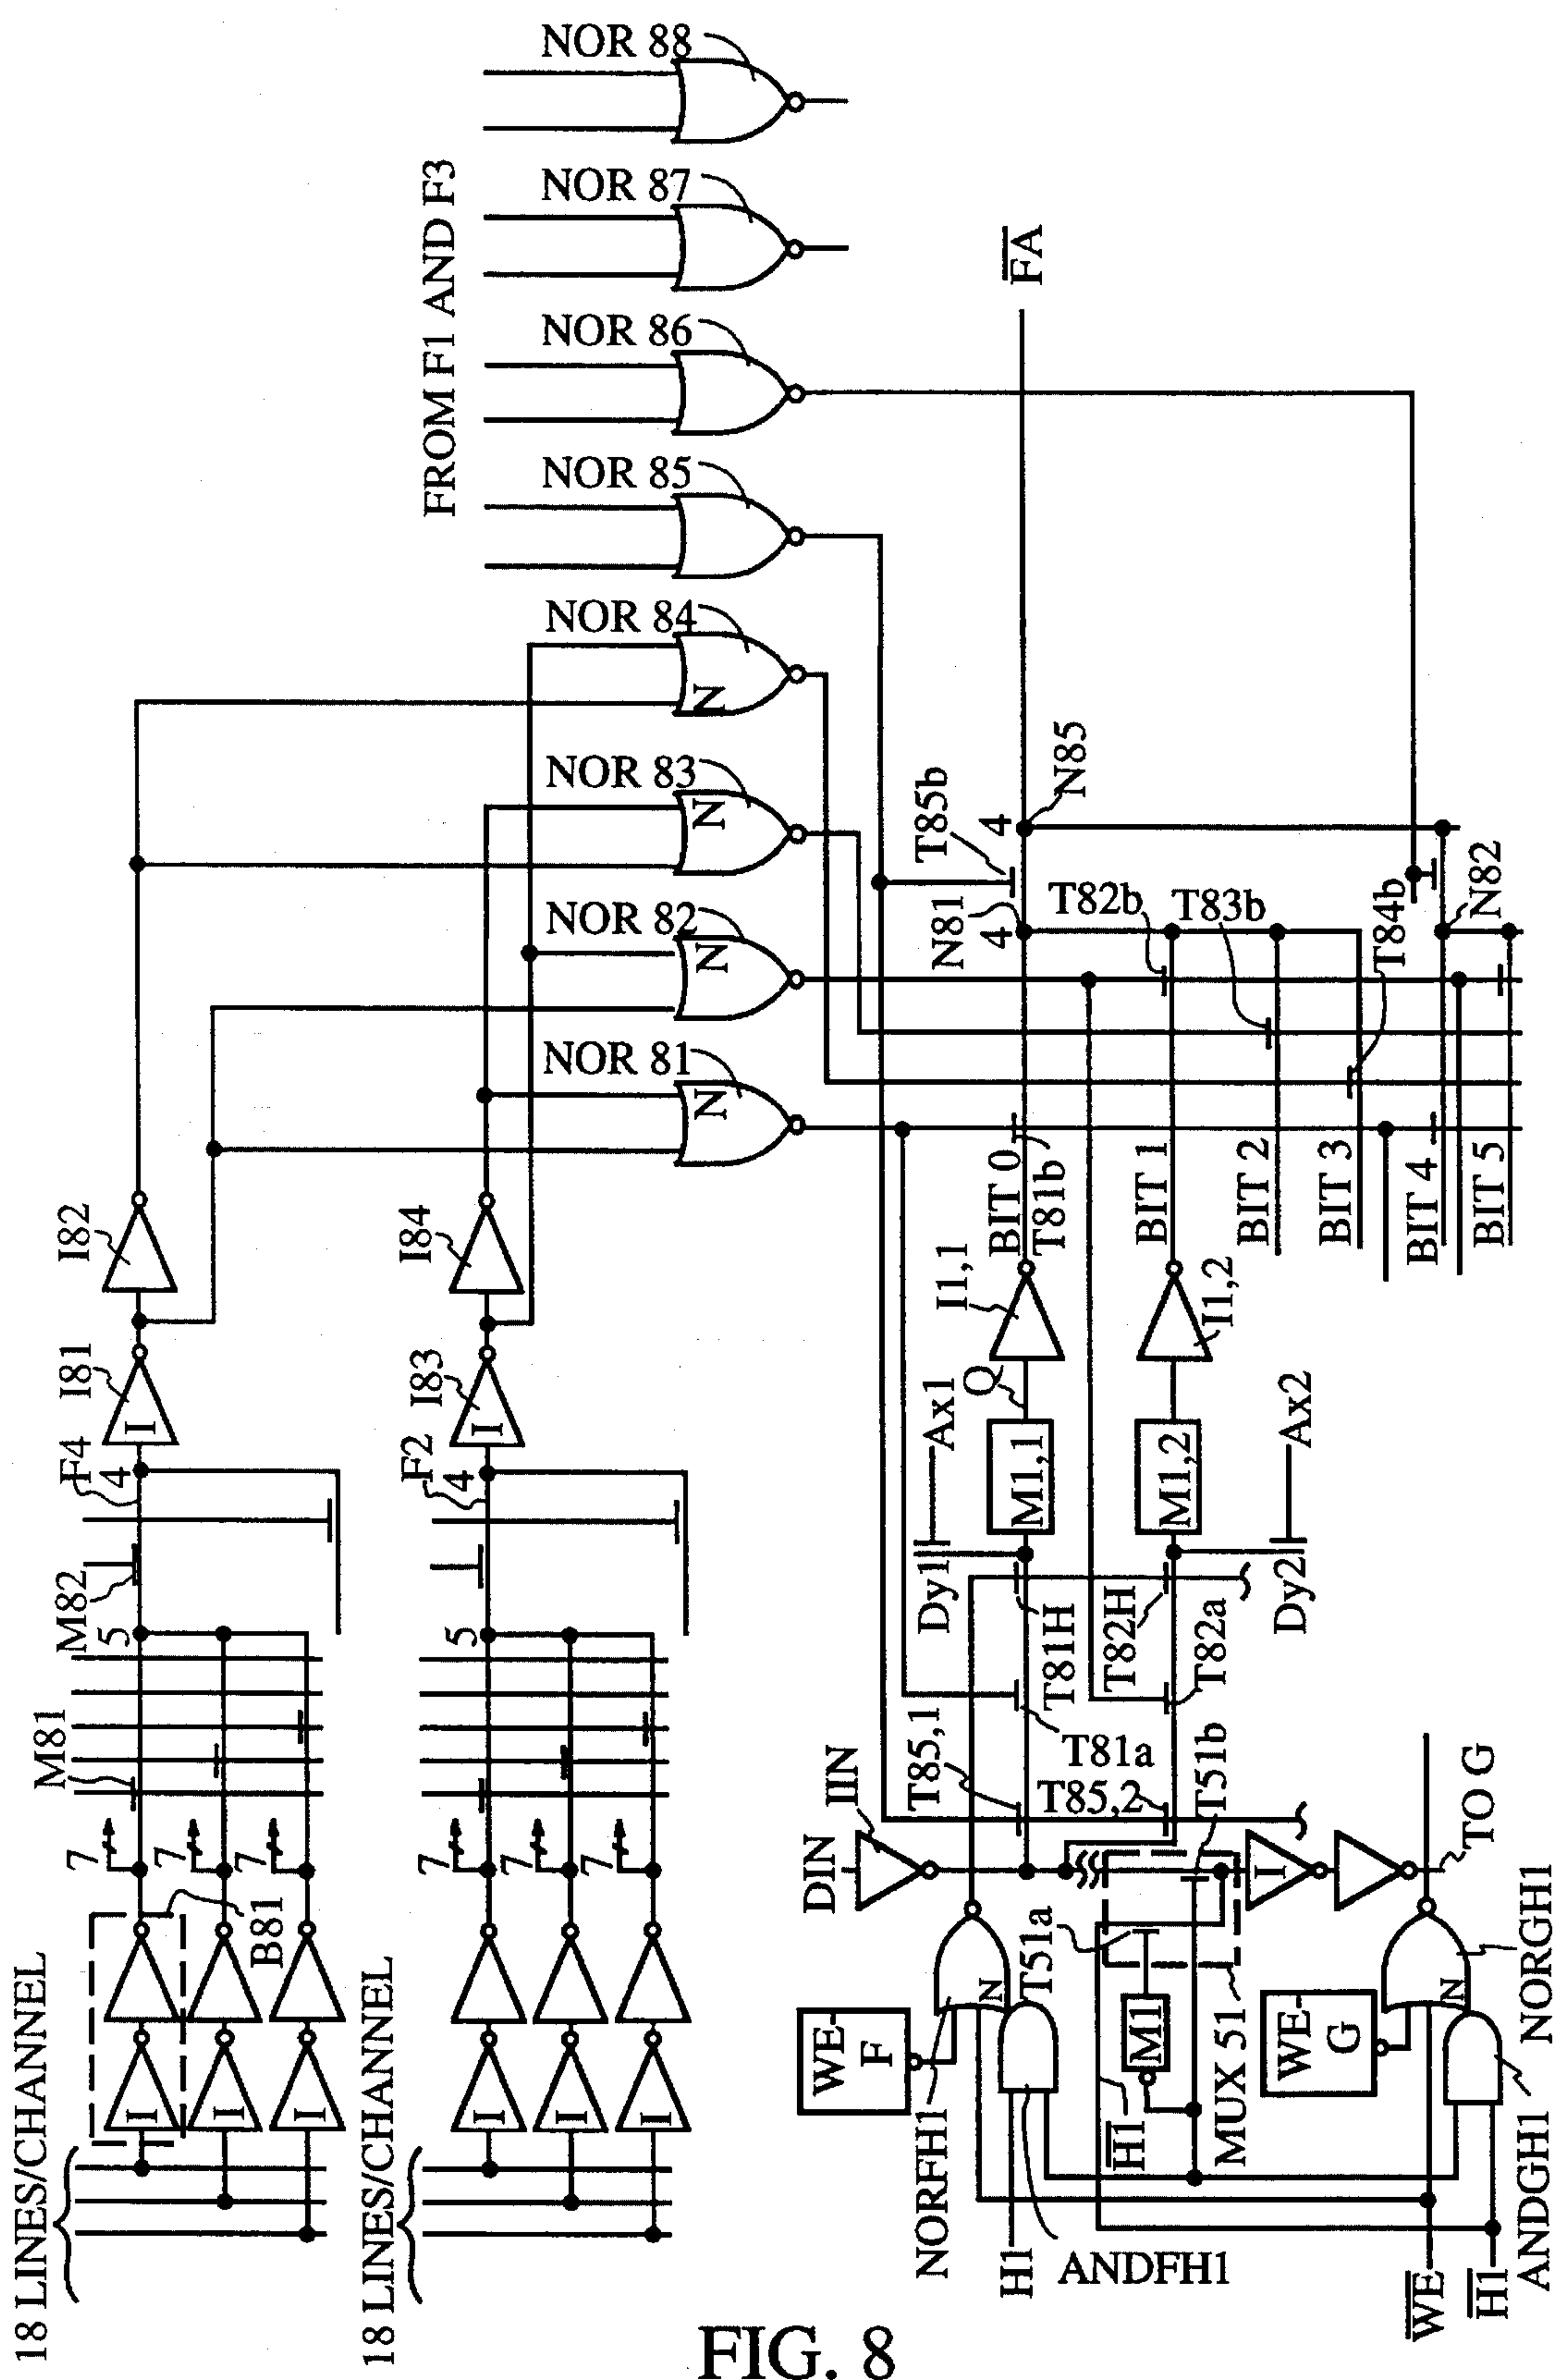 NOR 88
NOR 87
FROM F1 AND F3
NOR 86
NOR 85
NOR 84
N
NOR 83
N
NOR 82
N
NOR 81
N
I82
I84
I81
I
I83
I
F4
4
F2
4
M82
5
5
M81
7
7
7
7
7
7
B81
I
I
I
I
I
I
18 LINES/CHANNEL
18 LINES/CHANNEL
FA
N85
4
T85b
N81
4
T82b
T83b
T84b
N82
BIT 0
T81b
BIT 1
BIT 2
BIT 3
BIT 4
BIT 5
I1,1
I1,2
Q
M1,1
M1,2
Ax1
Ax2
Dy1
Dy2
T81H
T82H
T82a
T81a
T85,1
T85,2
T51b
IIN
DIN
I
TO G
T51a
N
WE F
M1
MUX 51
WE G
N
NORGH1
NORFH1
H1
H1
ANDFH1
WE
H1
ANDGH1
FIG. 8